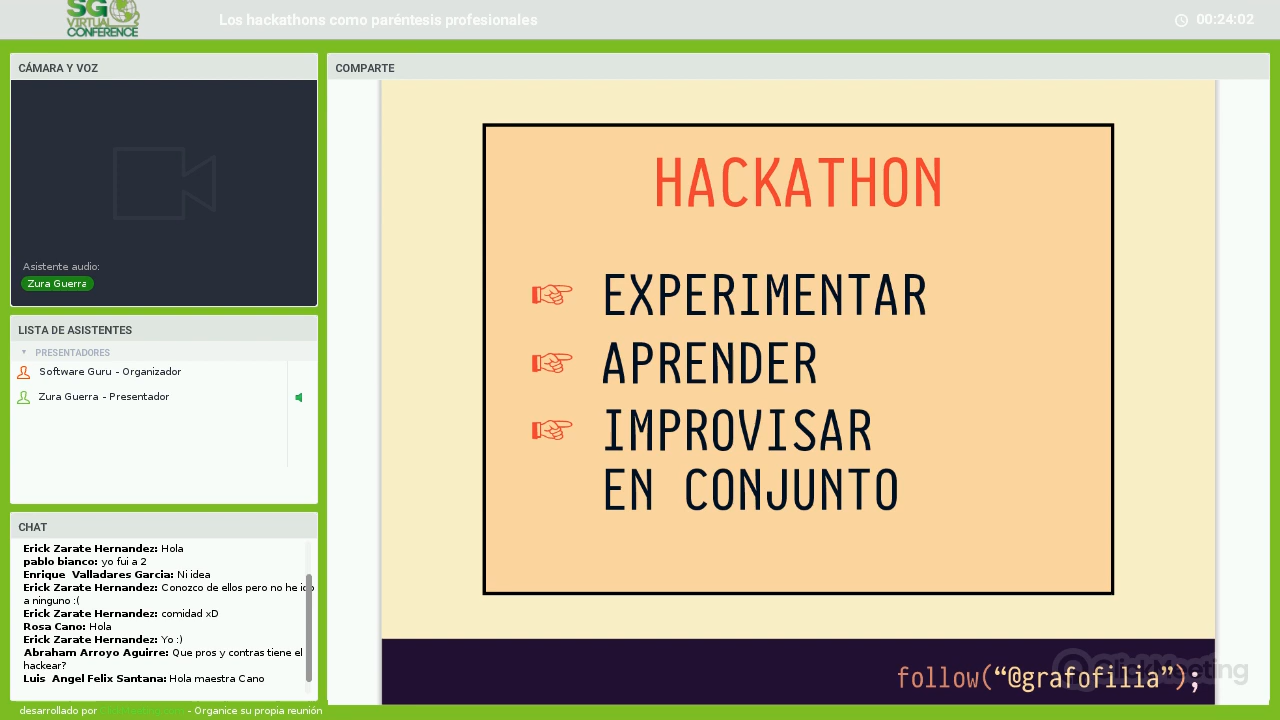 SG
VIRTUAL
CONFERENCE
Los hackathons como paréntesis profesionales
00:24:02
CÁMARA Y VOZ
Asistente audio:
Zura Guerra
LISTA DE ASISTENTES
PRESENTADORES
Software Guru - Organizador
Zura Guerra - Presentador
CHAT
Erick Zarate Hernandez: Hola
pablo bianco: yo fui a 2
Enrique Valladares Garcia: Ni idea
Erick Zarate Hernandez: Conozco de ellos pero no he ido
a ninguno :(
Erick Zarate Hernandez: comidad xD
Rosa Cano: Hola
Erick Zarate Hernandez: Yo :)
Abraham Arroyo Aguirre: Que pros y contras tiene el
hackear?
Luis Angel Felix Santana: Hola maestra Cano
desarrollado por - Organice su propia reunión
COMPARTE
HACKATHON
☞ EXPERIMENTAR
☞ APRENDER
☞ IMPROVISAR
EN CONJUNTO
follow(“@grafofilia”);
ClickMeeting